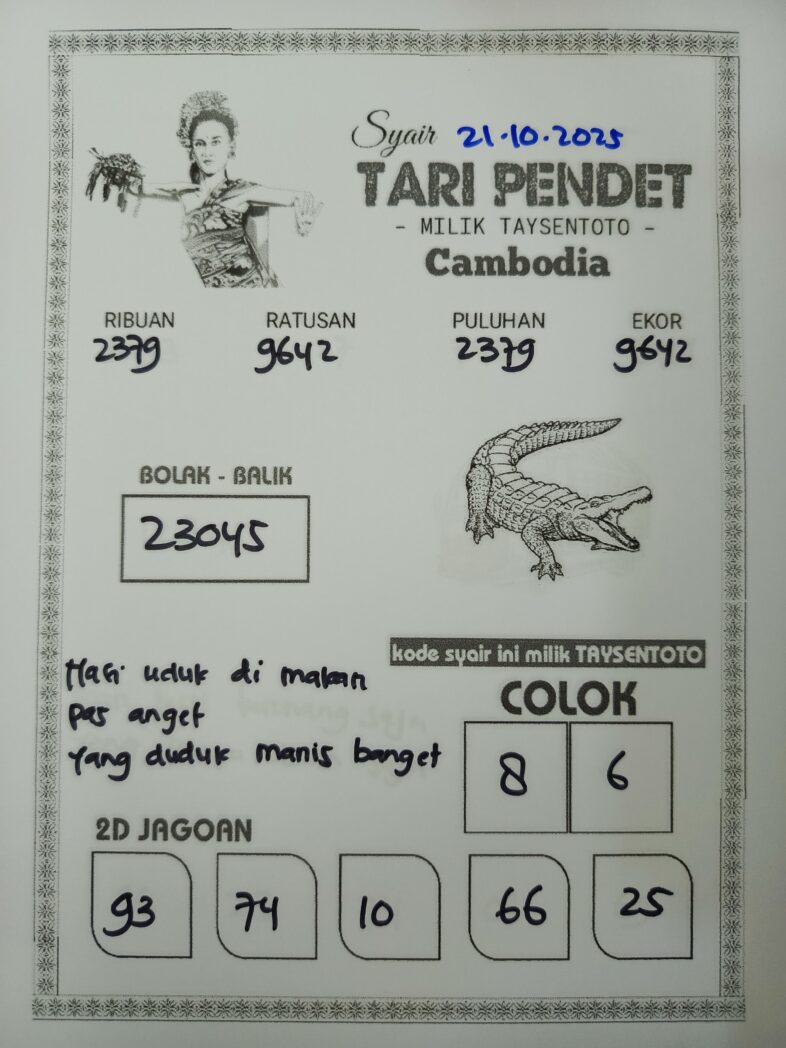 Syair 21.10.2025
TARI PENDET
- MILIK TAYSENTOTO -
Cambodia
RIBUAN RATUSAN PULUHAN EKOR
2379 9642 2379 9642
BOLAK - BALIK
23045
kode syair ini milik TAYSENTOTO
Nasi uduk di makan
pas anget
yang duduk manis banget
COLOK
8 6
2D JAGOAN
93 74 10 66 25